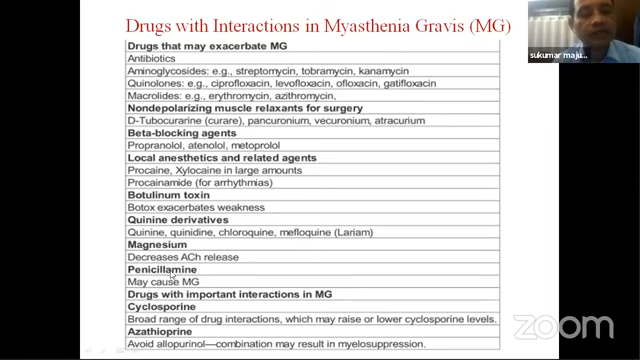 Drugs with Interactions in Myasthenia Gravis (MG)
sukumar maju...
Drugs that may exacerbate MG
Antibiotics
Aminoglycosides: e.g., streptomycin, tobramycin, kanamycin
Quinolones: e.g., ciprofloxacin, levofloxacin, ofloxacin, gatifloxacin
Macrolides: e.g., erythromycin, azithromycin,
Nondepolarizing muscle relaxants for surgery
D-Tubocurarine (curare), pancuronium, vecuronium, atracurium
Beta-blocking agents
Propranolol, atenolol, metoprolol
Local anesthetics and related agents
Procaine, Xylocaine in large amounts
Procainamide (for arrhythmias)
Botulinum toxin
Botox exacerbates weakness
Quinine derivatives
Quinine, quinidine, chloroquine, mefloquine (Lariam)
Magnesium
Decreases ACh release
Penicillamine
May cause MG
Drugs with important interactions in MG
Cyclosporine
Broad range of drug interactions, which may raise or lower cyclosporine levels.
Azathioprine
Avoid allopurinol—combination may result in myelosuppression.
zoom